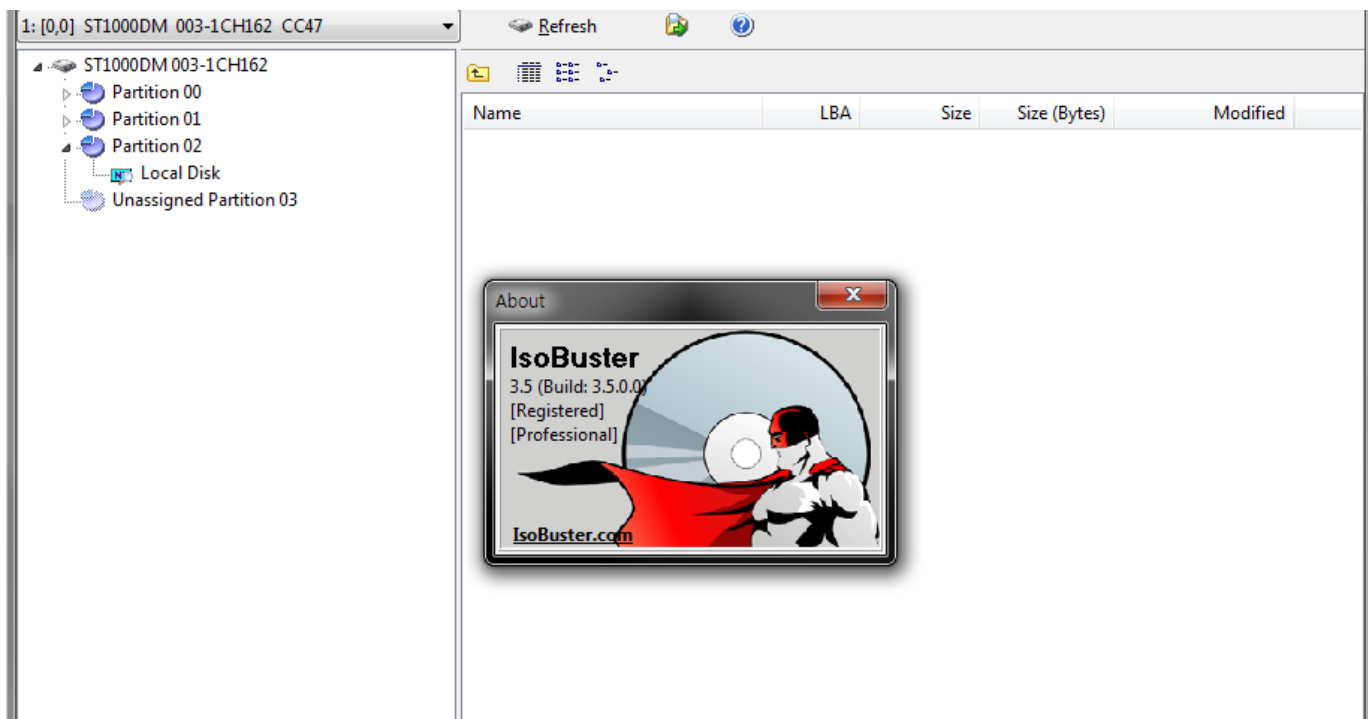 1: [0,0] ST1000DM 003-1CH162 CC47
Refresh
ST1000DM 003-1CH162
Partition 00
Partition 01
Partition 02
Local Disk
Unassigned Partition 03
Name LBA Size Size (Bytes) Modified
About
IsoBuster
3.5 (Build: 3.5.0.0)
[Registered]
[Professional]
IsoBuster.com